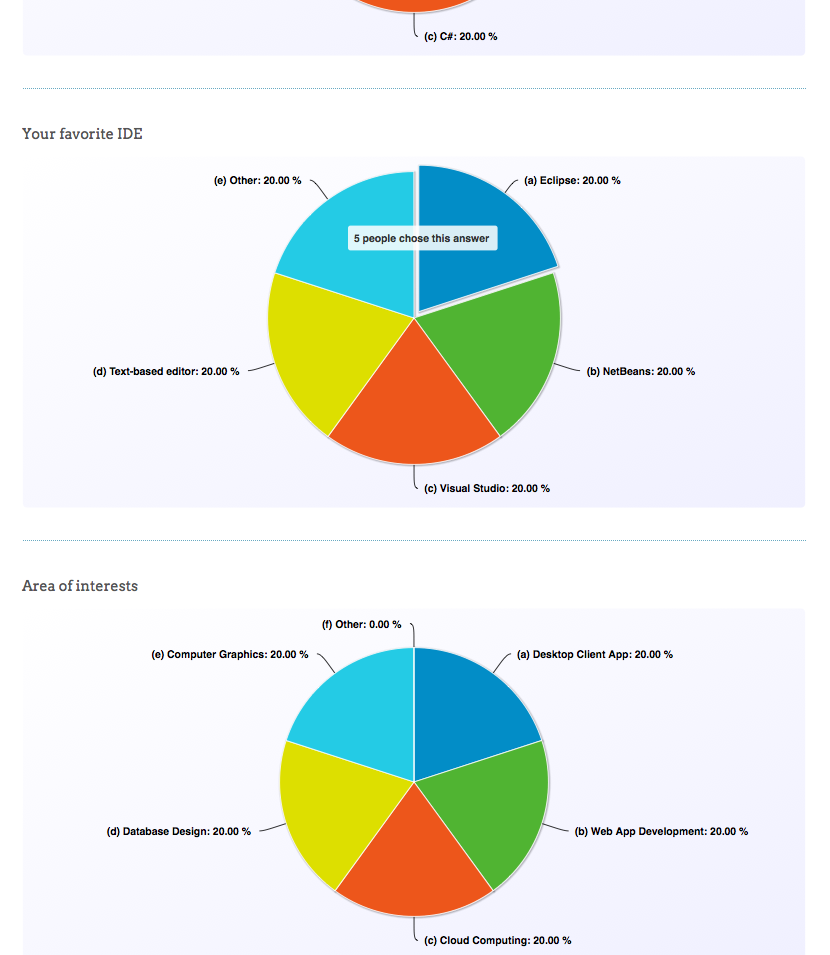 (c) C#: 20.00 %
Your favorite IDE
(e) Other: 20.00 %
(a) Eclipse: 20.00 %
5 people chose this answer
(d) Text-based editor: 20.00 %
(b) NetBeans: 20.00 %
(c) Visual Studio: 20.00 %
Area of interests
(f) Other: 0.00 %
(e) Computer Graphics: 20.00 %
(a) Desktop Client App: 20.00 %
(d) Database Design: 20.00 %
(b) Web App Development: 20.00 %
(c) Cloud Computing: 20.00 %